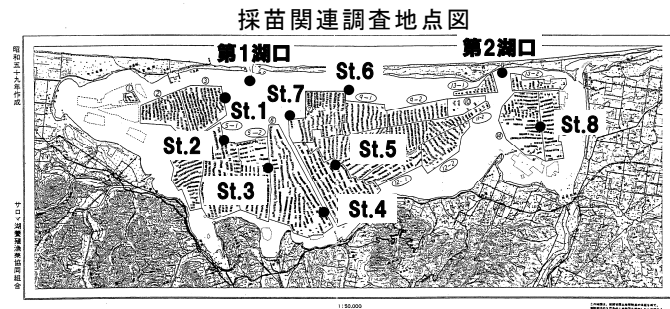 採苗関連調査地点図
昭和五十九年作成
第1湖口
第2湖口
St.6
St.1
St.7
St.8
St.2
St.5
St.3
St.4
サロマ湖養殖漁業協同組合
1:50,000